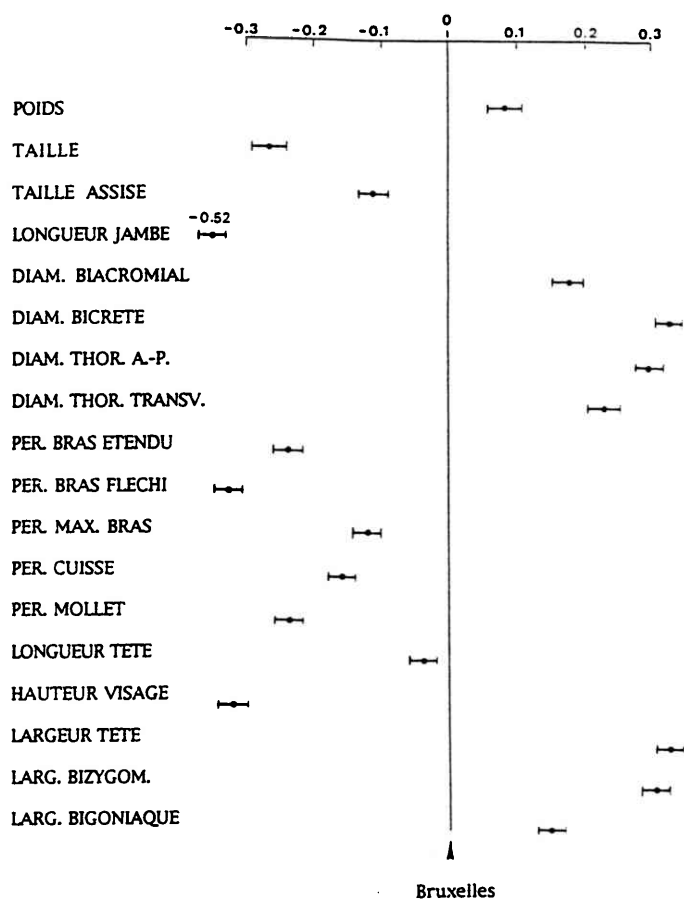 -0.3 -0.2 -0.1 0 0.1 0.2 0.3
POIDS
TAILLE
TAILLE ASSISE
-0.52
LONGUEUR JAMBE
DIAM. BIACROMIAL
DIAM. BICRETE
DIAM. THOR. A.-P.
DIAM. THOR. TRANSV.
PER. BRAS ETENDU
PER. BRAS FLECHI
PER. MAX. BRAS
PER. CUISSE
PER. MOLLET
LONGUEUR TETE
HAUTEUR VISAGE
LARGEUR TETE
LARG. BIZYGOM.
LARG. BIGONIAQUE
Bruxelles